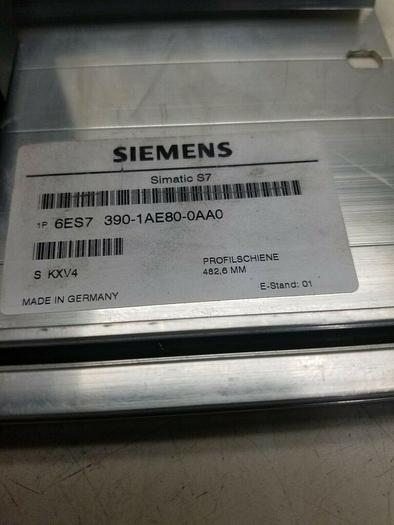 SIEMENS
Simatic S7
1P 6ES7 390-1AE80-0AA0
S KXV4
PROFILSCHIENE
482,6 MM
MADE IN GERMANY
E-Stand: 01